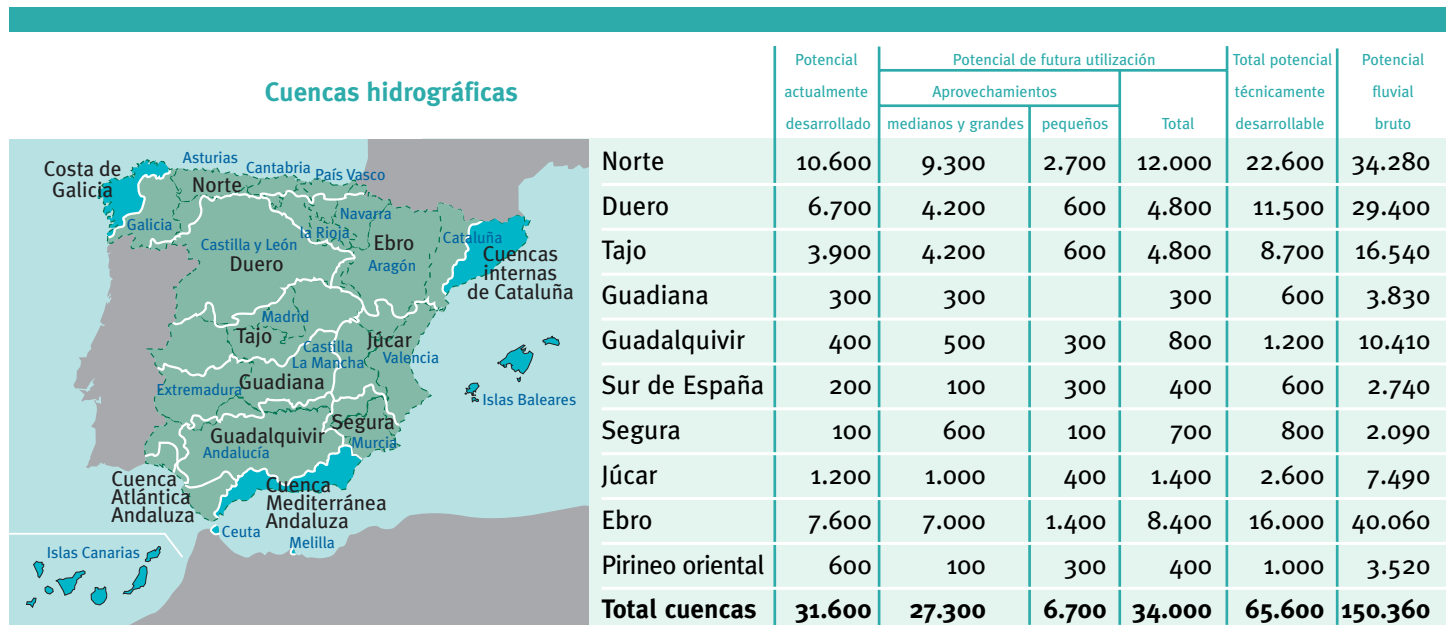 Cuencas hidrográficas
Potencial
actualmente
desarrollado
Potencial de futura utilización
Aprovechamientos
medianos y grandes
pequeños
Total
Total potencial
técnicamente
desarrollable
Potencial
fluvial
bruto
Costa de
Galicia
Asturias
Cantabria
País Vasco
Norte
Galicia
Navarra
la Rioja
Castilla y León
Duero
Ebro
Aragón
Cataluña
Cuencas
internas
de Cataluña
Madrid
Tajo
Castilla
La Mancha
Júcar
Valencia
Extremadura
Guadiana
Islas Baleares
Segura
Murcia
Guadalquivir
Andalucía
Cuenca
Atlántica
Andaluza
Cuenca
Mediterránea
Andaluza
Ceuta
Melilla
Islas Canarias
Norte 10.600 9.300 2.700 12.000 22.600 34.280
Duero 6.700 4.200 600 4.800 11.500 29.400
Tajo 3.900 4.200 600 4.800 8.700 16.540
Guadiana 300 300 300 600 3.830
Guadalquivir 400 500 300 800 1.200 10.410
Sur de España 200 100 300 400 600 2.740
Segura 100 600 100 700 800 2.090
Júcar 1.200 1.000 400 1.400 2.600 7.490
Ebro 7.600 7.000 1.400 8.400 16.000 40.060
Pirineo oriental 600 100 300 400 1.000 3.520
Total cuencas 31.600 27.300 6.700 34.000 65.600 150.360